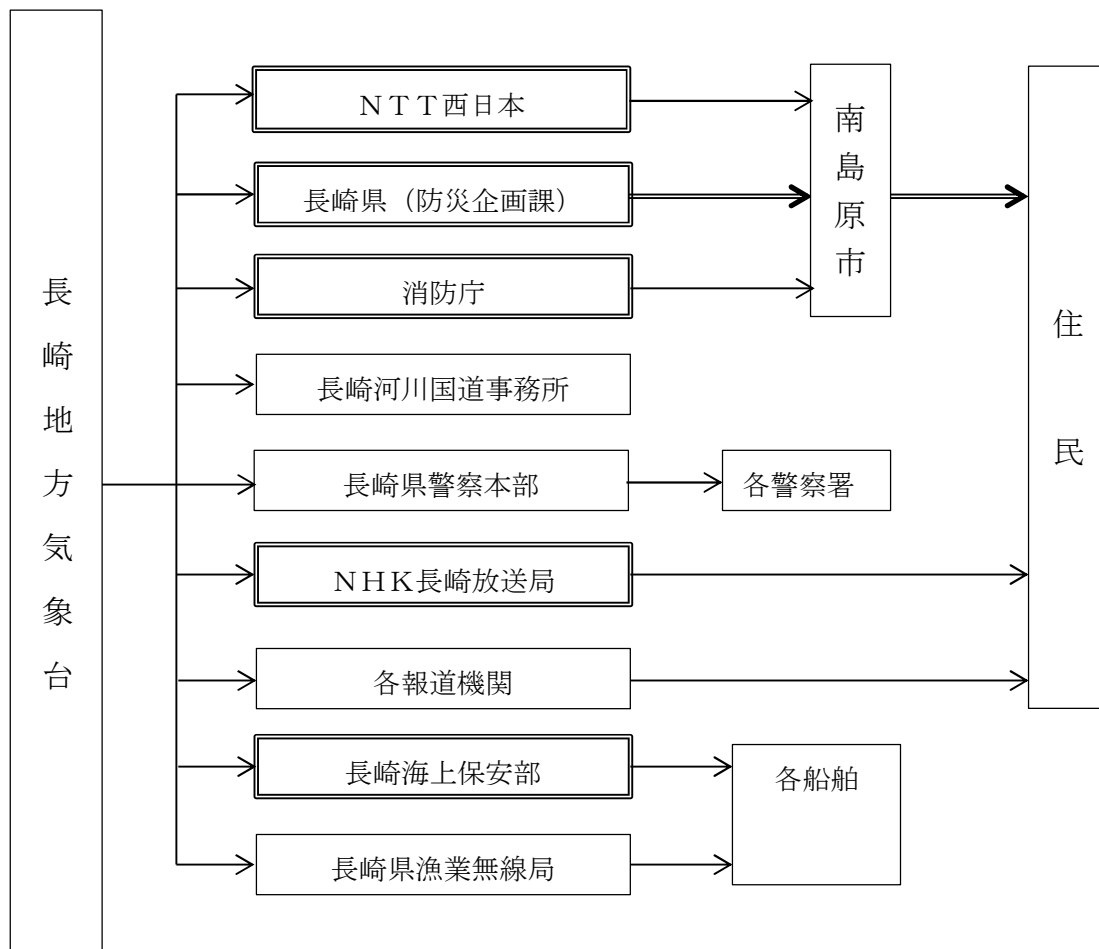 長崎地方気象台
ＮＴＴ西日本
長崎県（防災企画課）
消防庁
長崎河川国道事務所
長崎県警察本部
ＮＨＫ長崎放送局
各報道機関
長崎海上保安部
長崎県漁業無線局
南島原市
各警察署
各船舶
住民